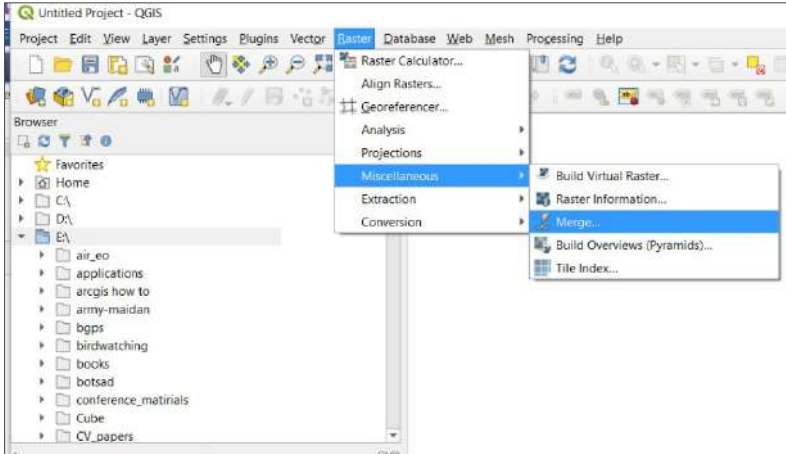 Untitled Project - QGIS
Project Edit View Layer Settings Plugins Vector Raster Database Web Mesh Processing Help
Raster Calculator...
Align Rasters...
Georeferencer...
Analysis
Projections
Miscellaneous
Extraction
Conversion
Build Virtual Raster...
Raster Information...
Merge...
Build Overviews (Pyramids)...
Tile Index...
Browser
Favorites
Home
C:\
D:\
E:\
air_eo
applications
arcgis how to
army-maidan
bgps
birdwatching
books
botsad
conference_matirials
Cube
CV_papers